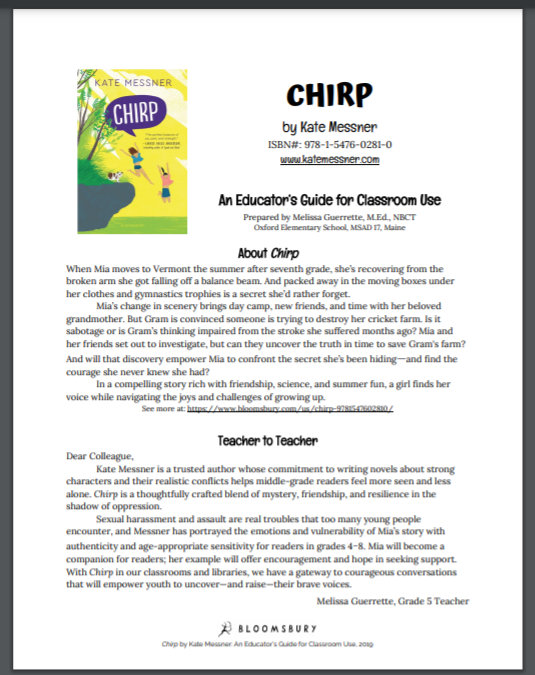 KATE MESSNER
CHIRP
CHIRP
by Kate Messner
ISBN#: 978-1-5476-0281-0
www.katemessner.com
An Educator's Guide for Classroom Use
Prepared by Melissa Guerrette, M.Ed., NBCT
Oxford Elementary School, MSAD 17, Maine
About Chirp
When Mia moves to Vermont the summer after seventh grade, she's recovering from the
broken arm she got falling off a balance beam. And packed away in the moving boxes under
her clothes and gymnastics trophies is a secret she'd rather forget.
Mia's change in scenery brings day camp, new friends, and time with her beloved
grandmother. But Gram is convinced someone is trying to destroy her cricket farm. Is it
sabotage or is Gram's thinking impaired from the stroke she suffered months ago? Mia and
her friends set out to investigate, but can they uncover the truth in time to save Gram's farm?
And will that discovery empower Mia to confront the secret she's been hiding—and find the
courage she never knew she had?
In a compelling story rich with friendship, science, and summer fun, a girl finds her
voice while navigating the joys and challenges of growing up.
See more at: https://www.bloomsbury.com/us/chirp-9781547602810/
Teacher to Teacher
Dear Colleague,
Kate Messner is a trusted author whose commitment to writing novels about strong
characters and their realistic conflicts helps middle-grade readers feel more seen and less
alone. Chirp is a thoughtfully crafted blend of mystery, friendship, and resilience in the
shadow of oppression.
Sexual harassment and assault are real troubles that too many young people
encounter, and Messner has portrayed the emotions and vulnerability of Mia's story with
authenticity and age-appropriate sensitivity for readers in grades 4-8. Mia will become a
companion for readers; her example will offer encouragement and hope in seeking support.
With Chirp in our classrooms and libraries, we have a gateway to courageous conversations
that will empower youth to uncover—and raise—their brave voices.
Melissa Guerrette, Grade 5 Teacher
BLOOMSBURY
Chirp by Kate Messner: An Educator's Guide for Classroom Use, 2019